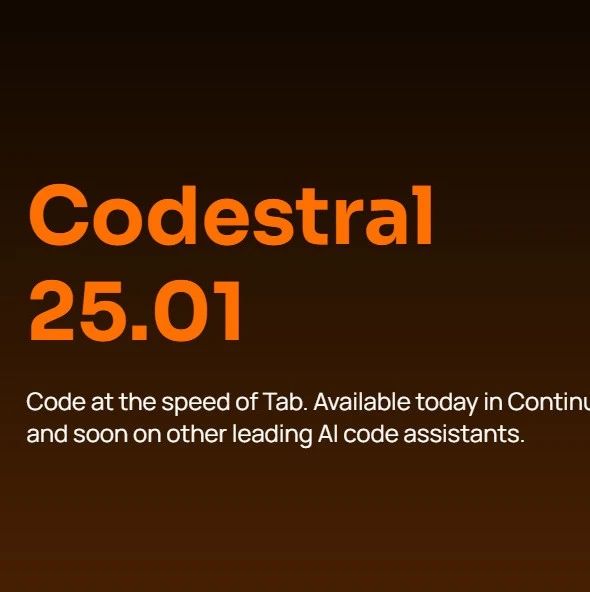 Codestral
25.01
Code at the speed of Tab. Available today in Continu
and soon on other leading AI code assistants.